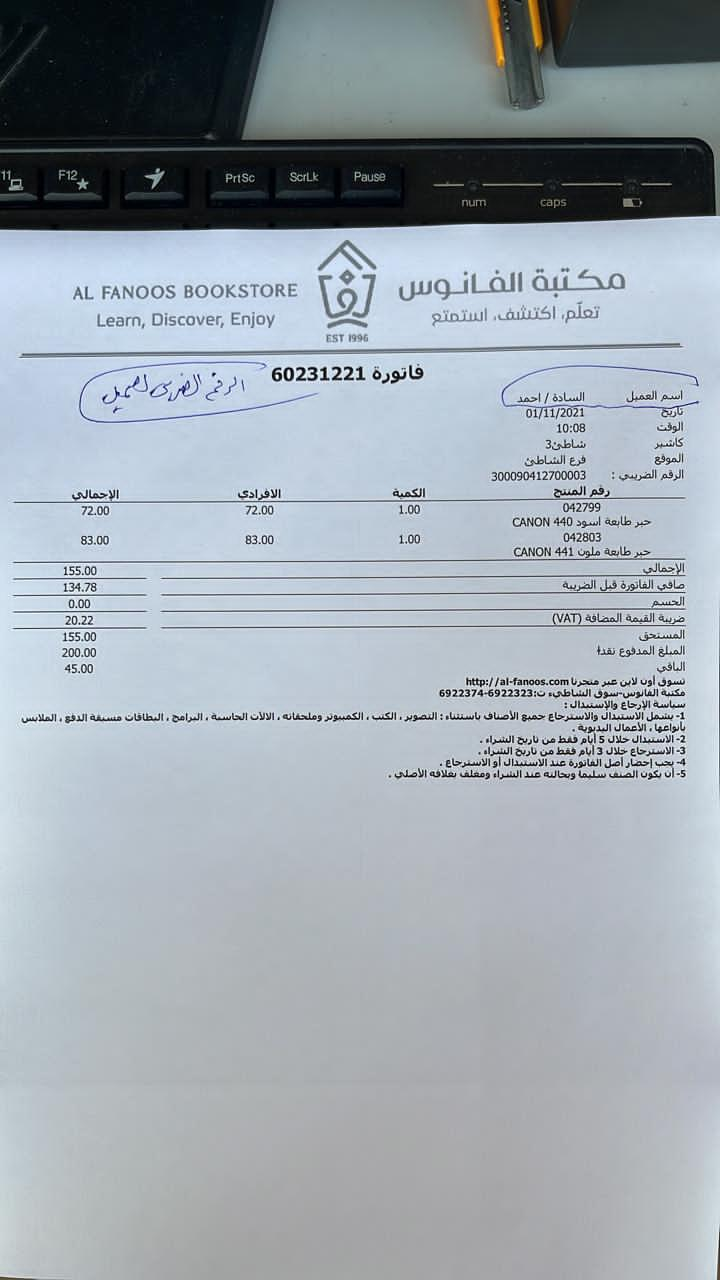 11
F12
PrtSc
ScrLk
Pause
num
caps
AL FANOOS BOOKSTORE
Learn, Discover, Enjoy
EST 1996
مكتبة الفانوس
تعلّم، اكتشف، استمتع
فاتورة 60231221
الرقم الضريبي للعميل
اسم العميل السادة / احمد
تاريخ 01/11/2021
الوقت 10:08
كاشير شاطئ3
الموقع فرع الشاطئ
الرقم الضريبي : 300090412700003
رقم المنتج الكمية الافرادي الإجمالي
042799 1.00 72.00 72.00
حبر طابعة اسود CANON 440
042803 1.00 83.00 83.00
حبر طابعة ملون CANON 441
الإجمالي 155.00
صافي الفاتورة قبل الضريبة 134.78
الحسم 0.00
ضريبة القيمة المضافة (VAT) 20.22
المستحق 155.00
المبلغ المدفوع نقدا 200.00
الباقي 45.00
تسوق أون لاين عبر متجرنا http://al-fanoos.com
مكتبة الفانوس-سوق الشاطيء ت:6922323-6922374
سياسة الإرجاع والإستبدال :
1- يشمل الاستبدال والاسترجاع جميع الأصناف باستثناء : التصوير ، الكتب ، الكمبيوتر وملحقاته ، الالات الحاسبة ، البرامج ، البطاقات مسبقة الدفع ، الملابس
بأنواعها ، الأعمال اليدوية .
2- الاستبدال خلال 5 أيام فقط من تاريخ الشراء .
3- الاسترجاع خلال 3 أيام فقط من تاريخ الشراء .
4- يجب إحضار أصل الفاتورة عند الاستبدال أو الاسترجاع .
5- أن يكون الصنف سليما وبحالته عند الشراء ومغلف بغلافه الأصلي .